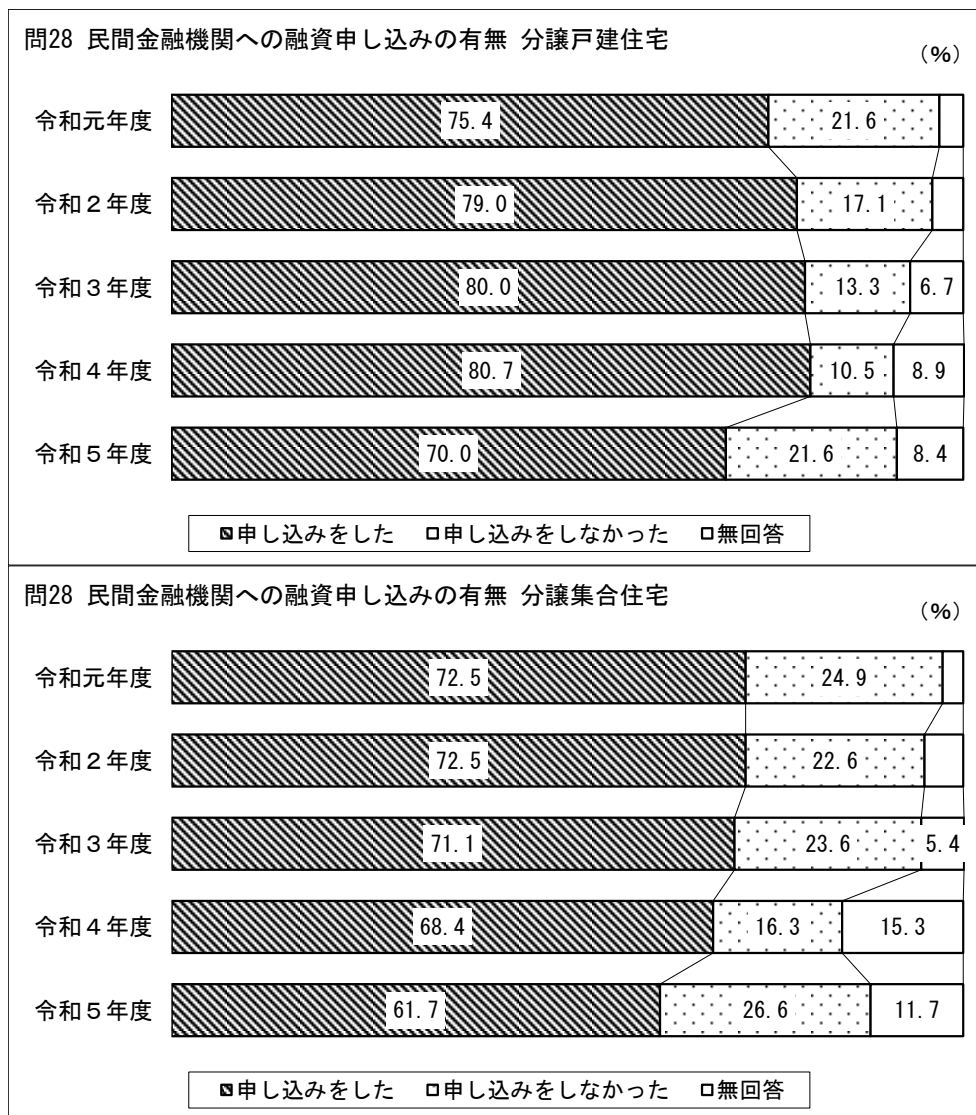 問28 民間金融機関への融資申し込みの有無 分譲戸建住宅
(%)
令和元年度 75.4 21.6
令和2年度 79.0 17.1
令和3年度 80.0 13.3 6.7
令和4年度 80.7 10.5 8.9
令和5年度 70.0 21.6 8.4
申し込みをした 申し込みをしなかった 無回答
問28 民間金融機関への融資申し込みの有無 分譲集合住宅
(%)
令和元年度 72.5 24.9
令和2年度 72.5 22.6
令和3年度 71.1 23.6 5.4
令和4年度 68.4 16.3 15.3
令和5年度 61.7 26.6 11.7
申し込みをした 申し込みをしなかった 無回答